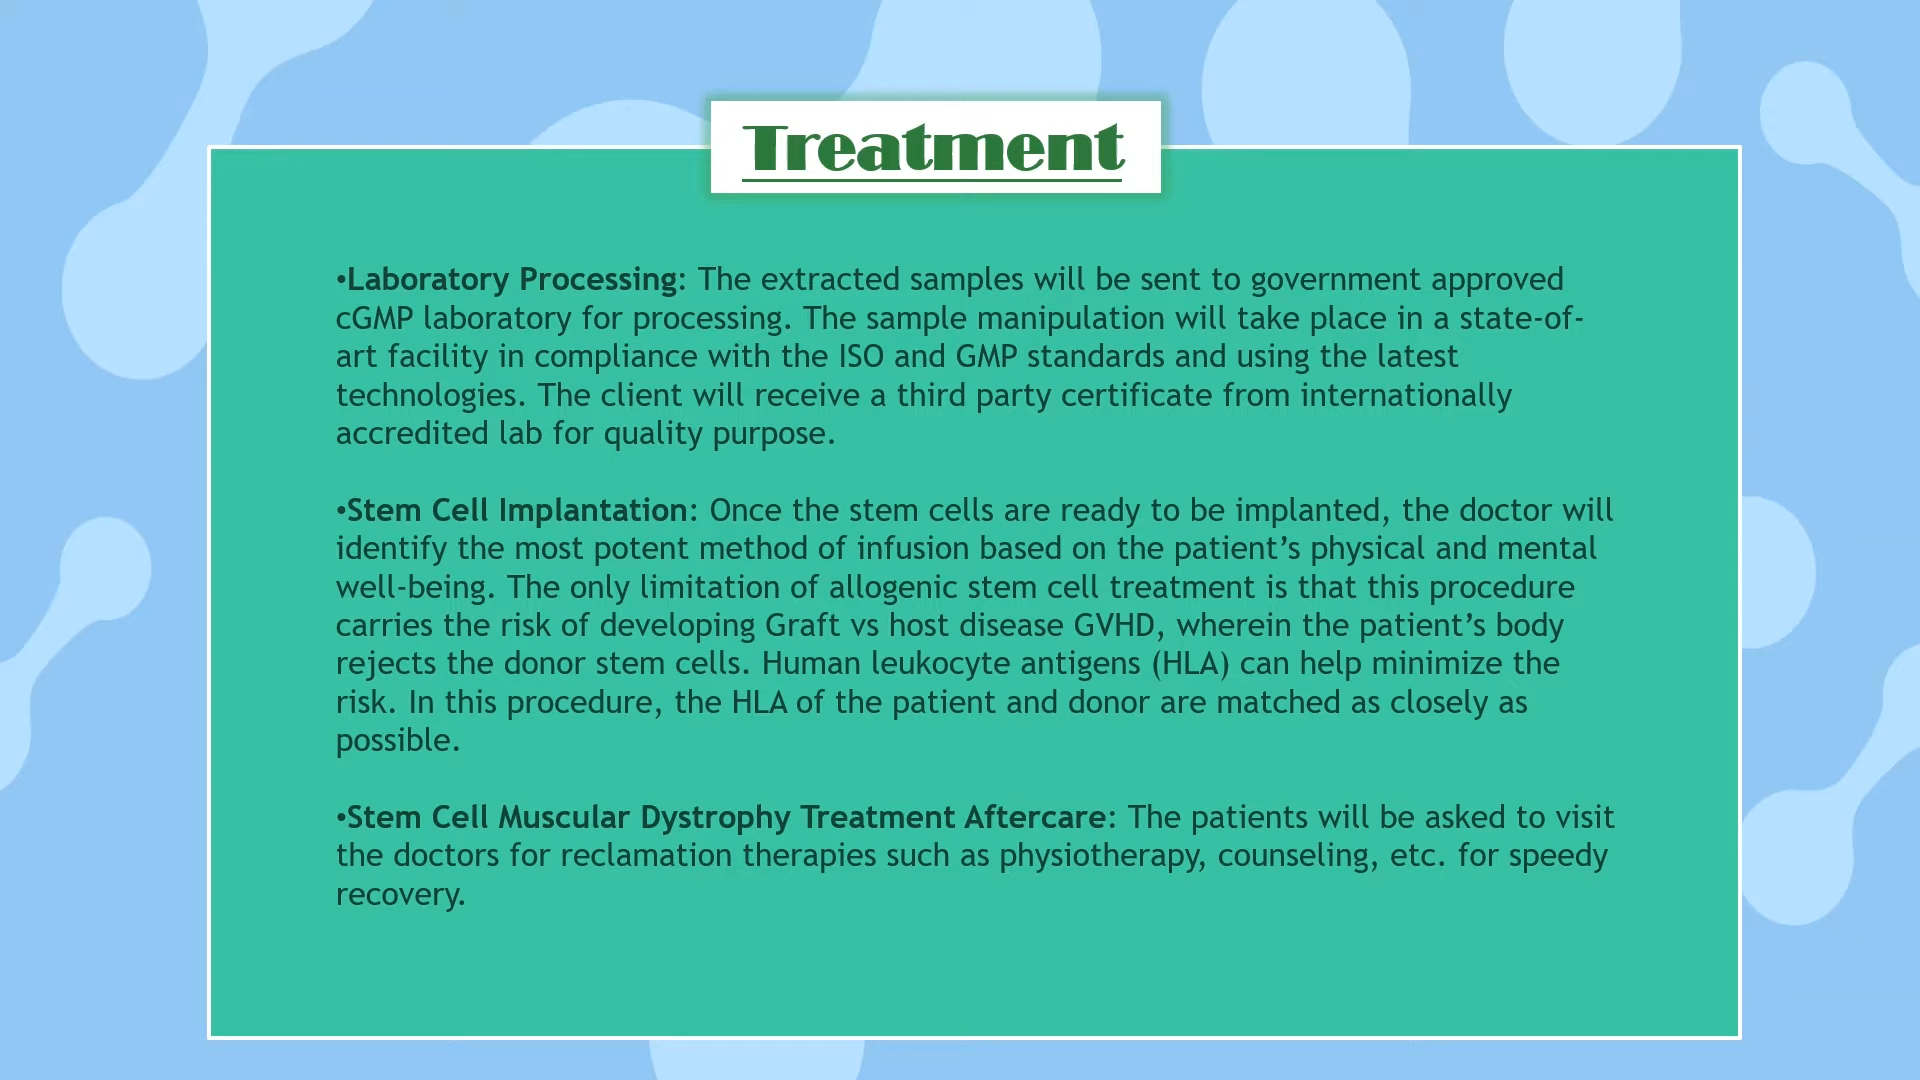 Treatment
•Laboratory Processing: The extracted samples will be sent to government approved
cGMP laboratory for processing. The sample manipulation will take place in a state-of-
art facility in compliance with the ISO and GMP standards and using the latest
technologies. The client will receive a third party certificate from internationally
accredited lab for quality purpose.
•Stem Cell Implantation: Once the stem cells are ready to be implanted, the doctor will
identify the most potent method of infusion based on the patient’s physical and mental
well-being. The only limitation of allogenic stem cell treatment is that this procedure
carries the risk of developing Graft vs host disease GVHD, wherein the patient’s body
rejects the donor stem cells. Human leukocyte antigens (HLA) can help minimize the
risk. In this procedure, the HLA of the patient and donor are matched as closely as
possible.
•Stem Cell Muscular Dystrophy Treatment Aftercare: The patients will be asked to visit
the doctors for reclamation therapies such as physiotherapy, counseling, etc. for speedy
recovery.